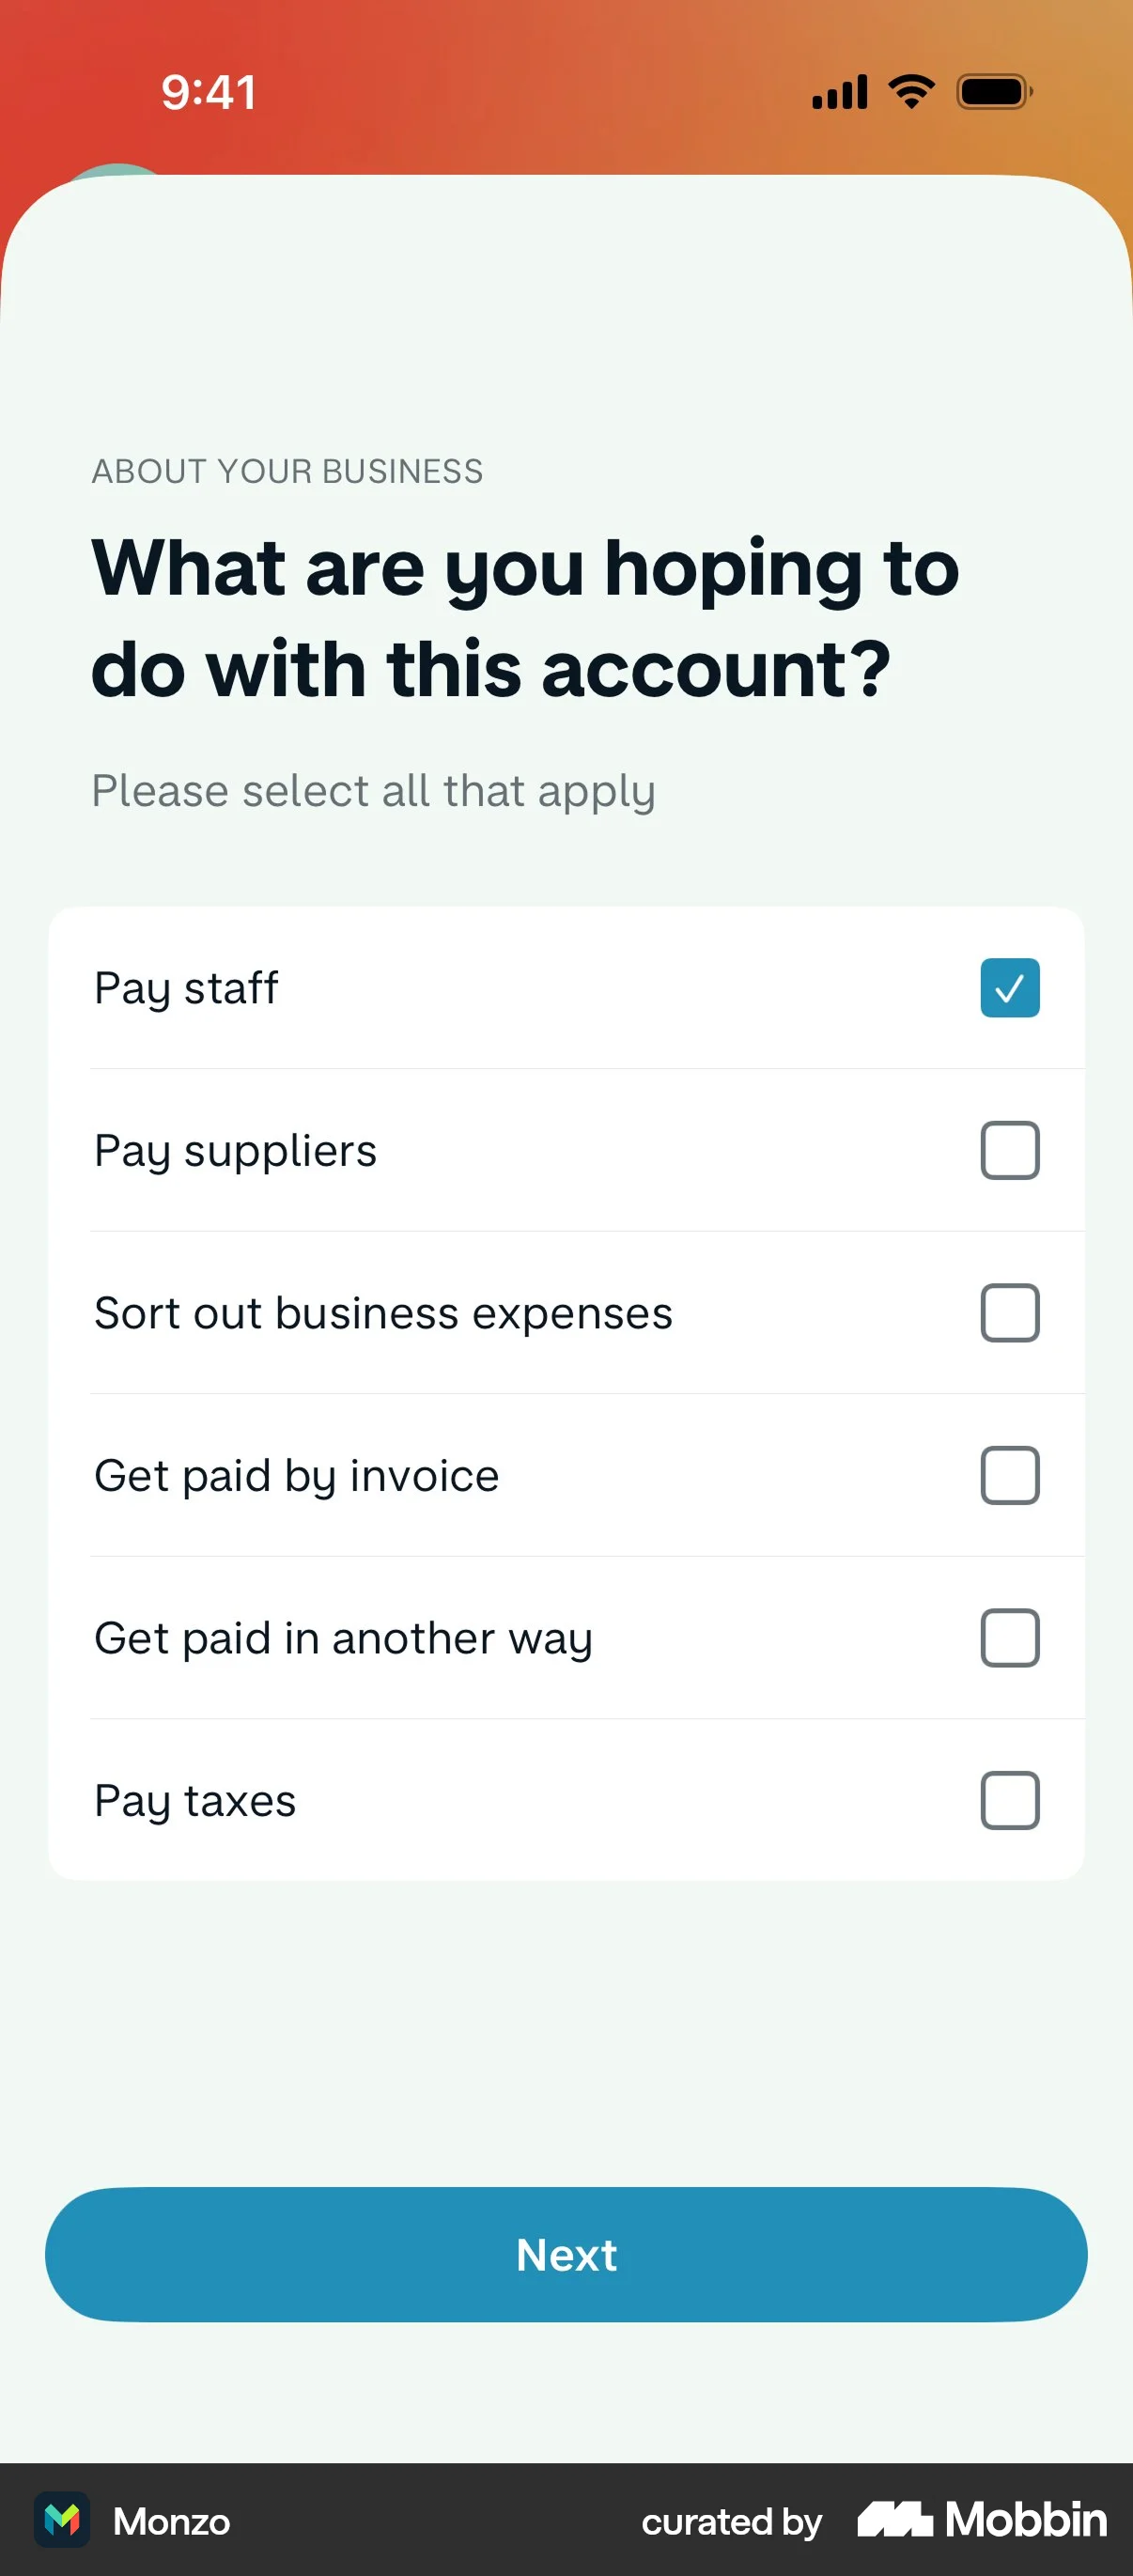 9:41
ABOUT YOUR BUSINESS
What are you hoping to
do with this account?
Please select all that apply
Pay staff
Pay suppliers
Sort out business expenses
Get paid by invoice
Get paid in another way
Pay taxes
Next
Monzo
curated by Mobbin